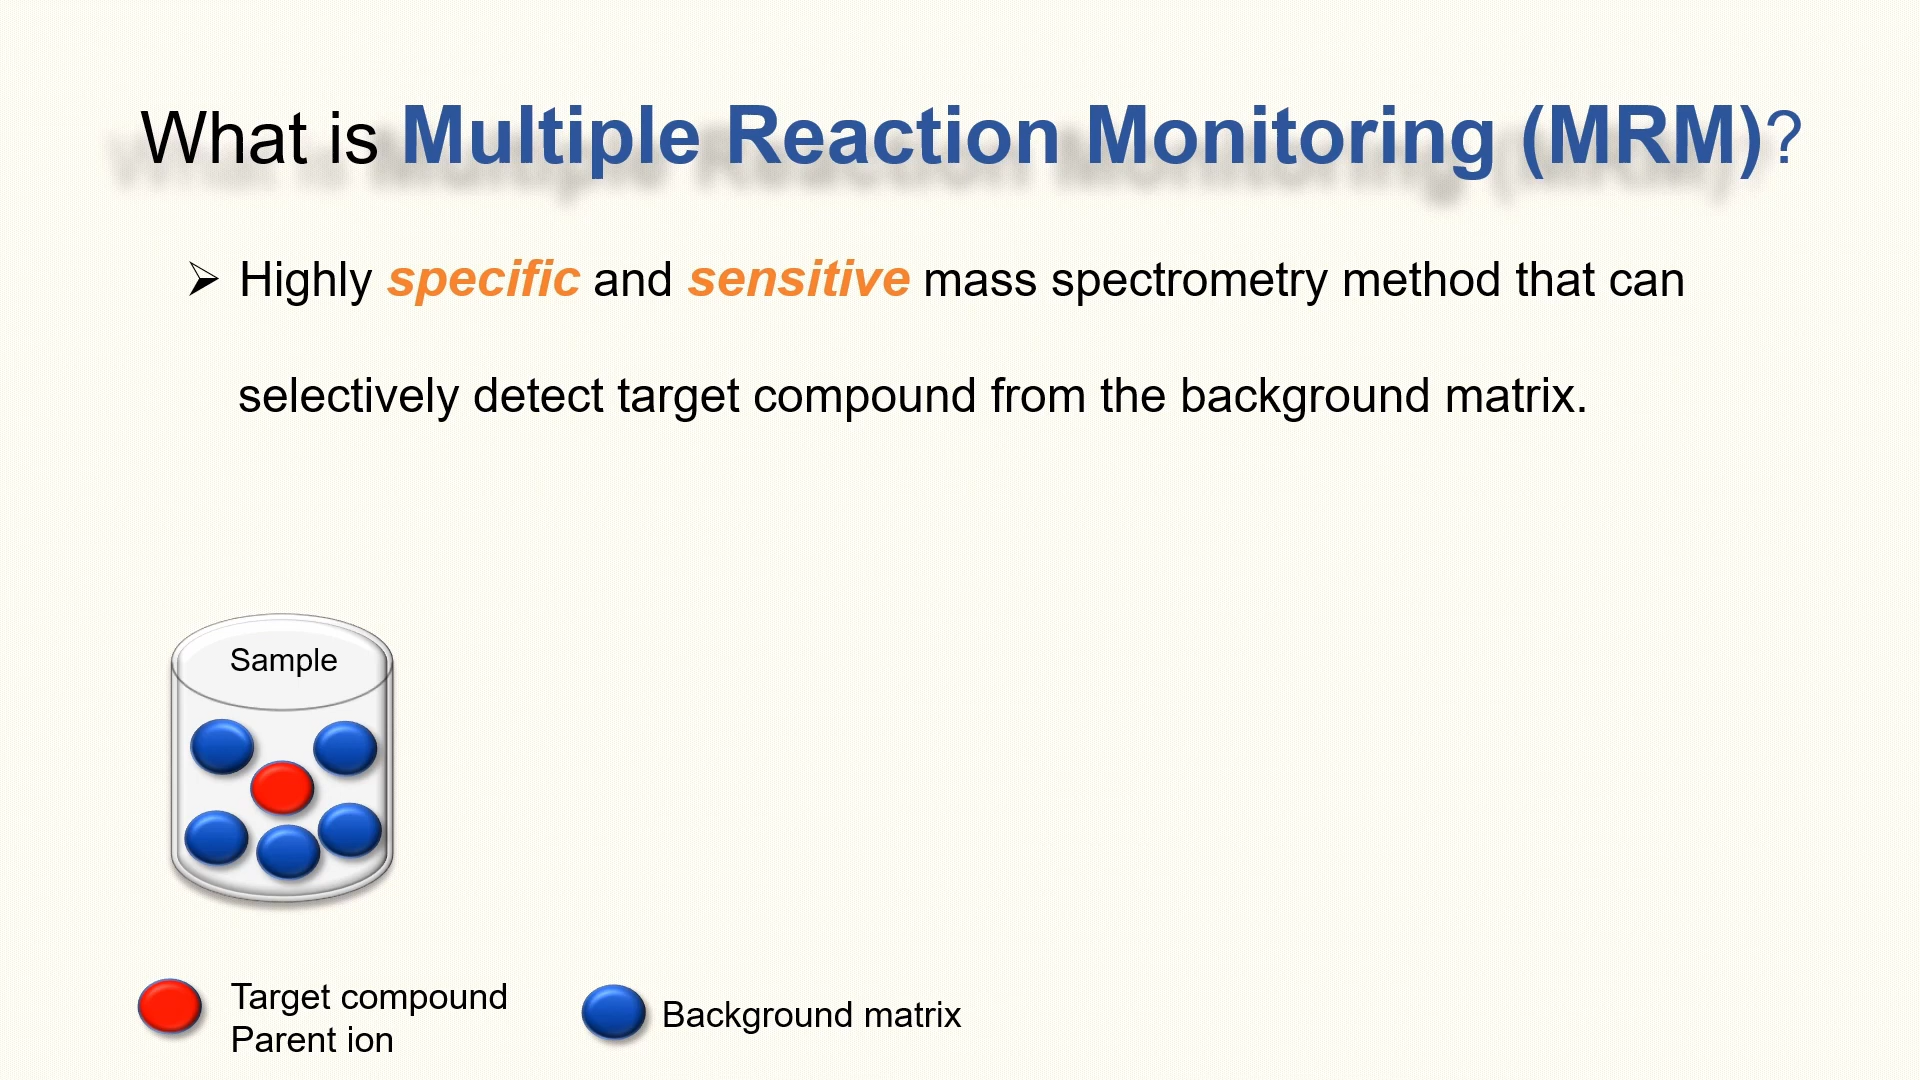 What is Multiple Reaction Monitoring (MRM)?
Highly specific and sensitive mass spectrometry method that can
selectively detect target compound from the background matrix.
Sample
Target compound
Parent ion
Background matrix